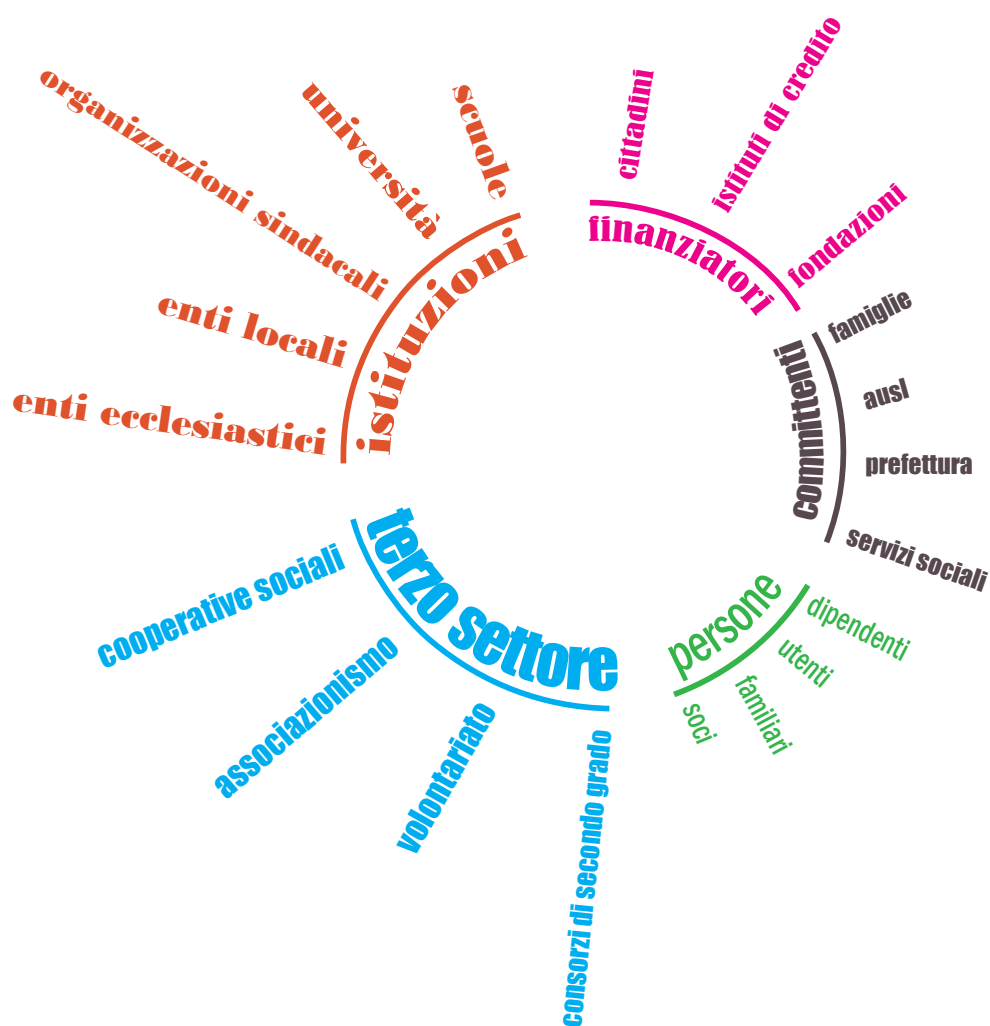 istituzioni
enti ecclesiastici
enti locali
organizzazioni sindacali
università
scuole
finanziatori
cittadini
istituti di credito
fondazioni
committenti
famiglie
ausl
prefettura
servizi sociali
persone
dipendenti
utenti
familiari
soci
terzo settore
consorzi di secondo grado
volontariato
associazionismo
cooperative sociali